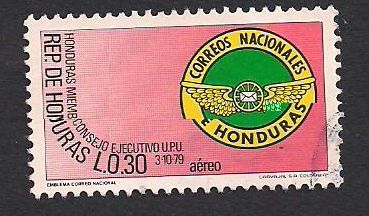 HONDURAS MIEMB. CONSEJO EJECUTIVO U.P.U.
REP. DE HONDURAS L.0.30
3·10·79
aéreo
CORREOS NACIONALES
E HONDURAS
EMBLEMA CORREO NACIONAL
CARVAJAL S.A. COLOMBIA